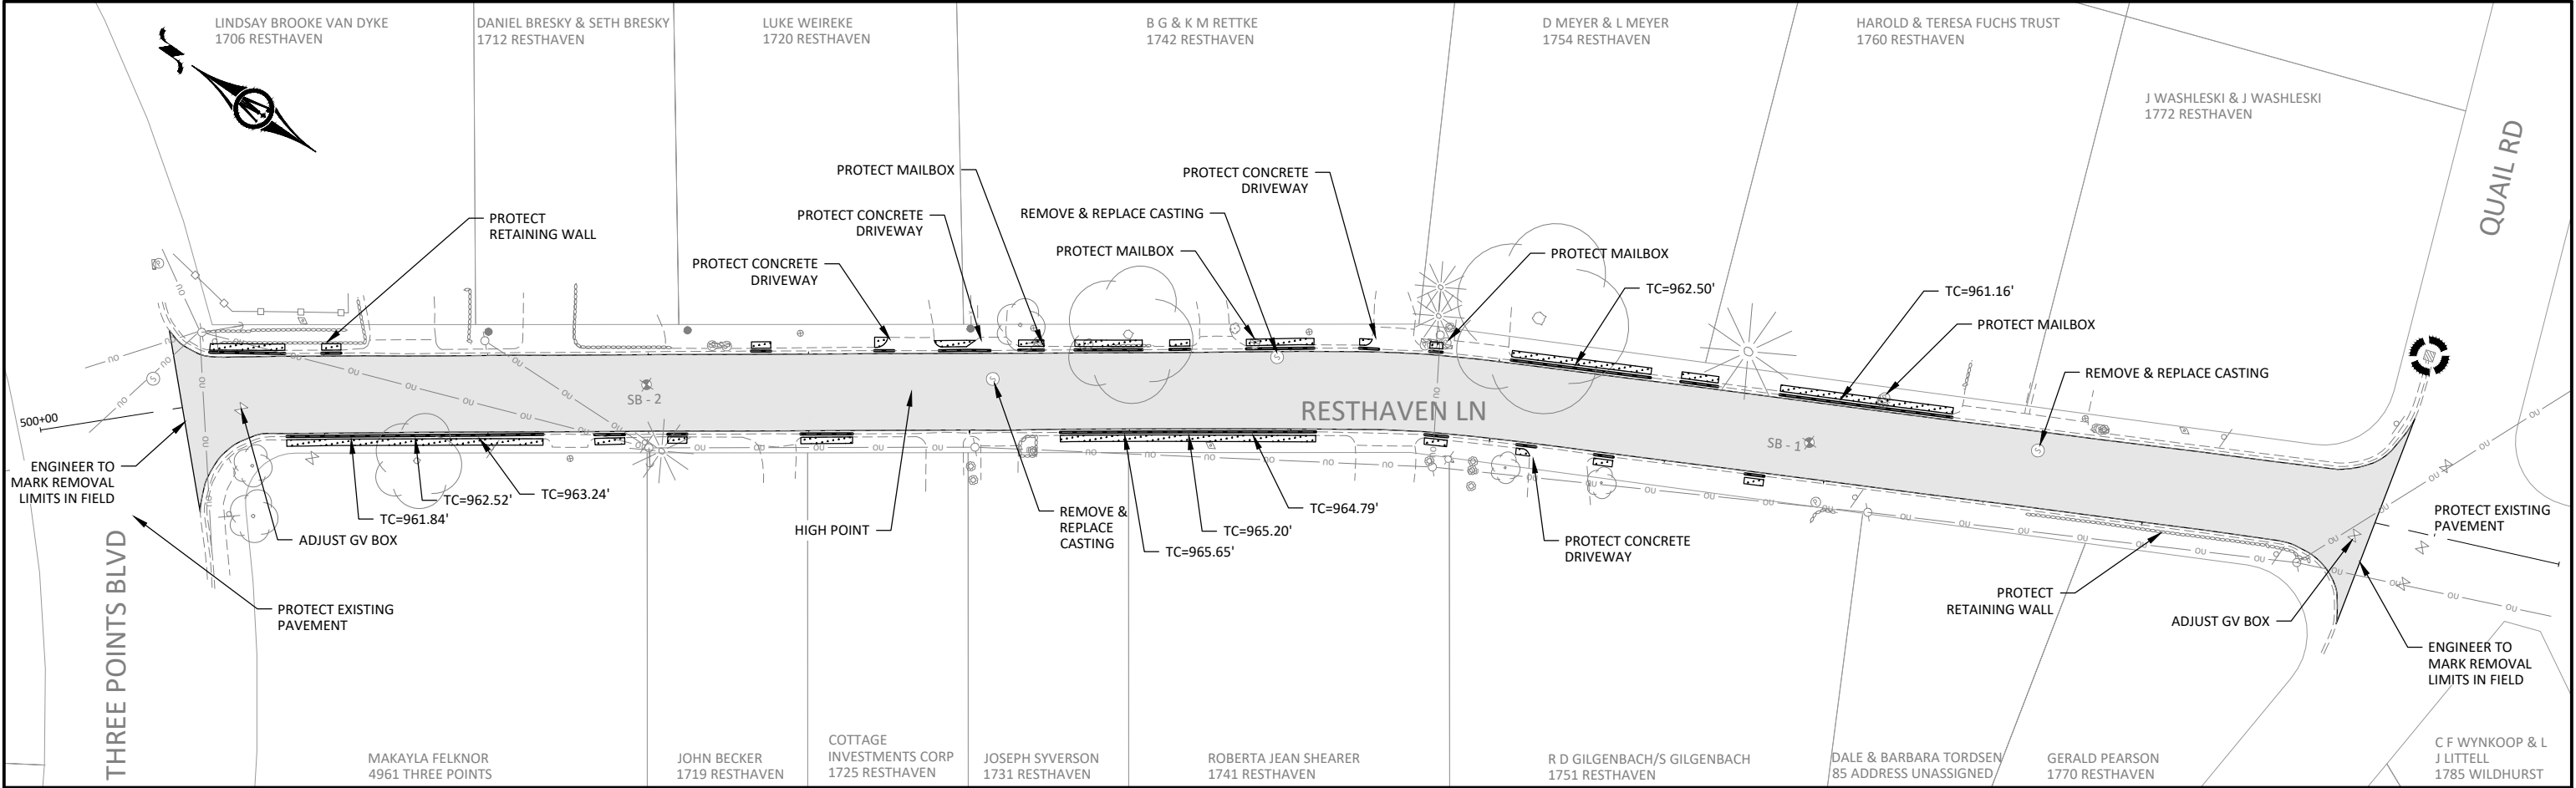 LINDSAY BROOKE VAN DYKE
1706 RESTHAVEN
DANIEL BRESKY & SETH BRESKY
1712 RESTHAVEN
LUKE WEIREKE
1720 RESTHAVEN
B G & K M RETTKE
1742 RESTHAVEN
D MEYER & L MEYER
1754 RESTHAVEN
HAROLD & TERESA FUCHS TRUST
1760 RESTHAVEN
J WASHLESKI & J WASHLESKI
1772 RESTHAVEN
QUAIL RD
PROTECT MAILBOX
PROTECT CONCRETE
DRIVEWAY
PROTECT
RETAINING WALL
PROTECT CONCRETE
DRIVEWAY
REMOVE & REPLACE CASTING
PROTECT CONCRETE
DRIVEWAY
PROTECT MAILBOX
PROTECT MAILBOX
TC=962.50'
TC=961.16'
PROTECT MAILBOX
REMOVE & REPLACE CASTING
SB - 2
RESTHAVEN LN
SB - 1
500+00
ENGINEER TO
MARK REMOVAL
LIMITS IN FIELD
TC=963.24'
TC=962.52'
TC=961.84'
ADJUST GV BOX
HIGH POINT
REMOVE &
REPLACE
CASTING
TC=964.79'
TC=965.20'
TC=965.65'
PROTECT CONCRETE
DRIVEWAY
PROTECT EXISTING
PAVEMENT
PROTECT
RETAINING WALL
ADJUST GV BOX
ENGINEER TO
MARK REMOVAL
LIMITS IN FIELD
PROTECT EXISTING
PAVEMENT
THREE POINTS BLVD
MAKAYLA FELKNOR
4961 THREE POINTS
JOHN BECKER
1719 RESTHAVEN
COTTAGE
INVESTMENTS CORP
1725 RESTHAVEN
JOSEPH SYVERSON
1731 RESTHAVEN
ROBERTA JEAN SHEARER
1741 RESTHAVEN
R D GILGENBACH/S GILGENBACH
1751 RESTHAVEN
DALE & BARBARA TORDSEN
85 ADDRESS UNASSIGNED
GERALD PEARSON
1770 RESTHAVEN
C F WYNKOOP & L
J LITTELL
1785 WILDHURST